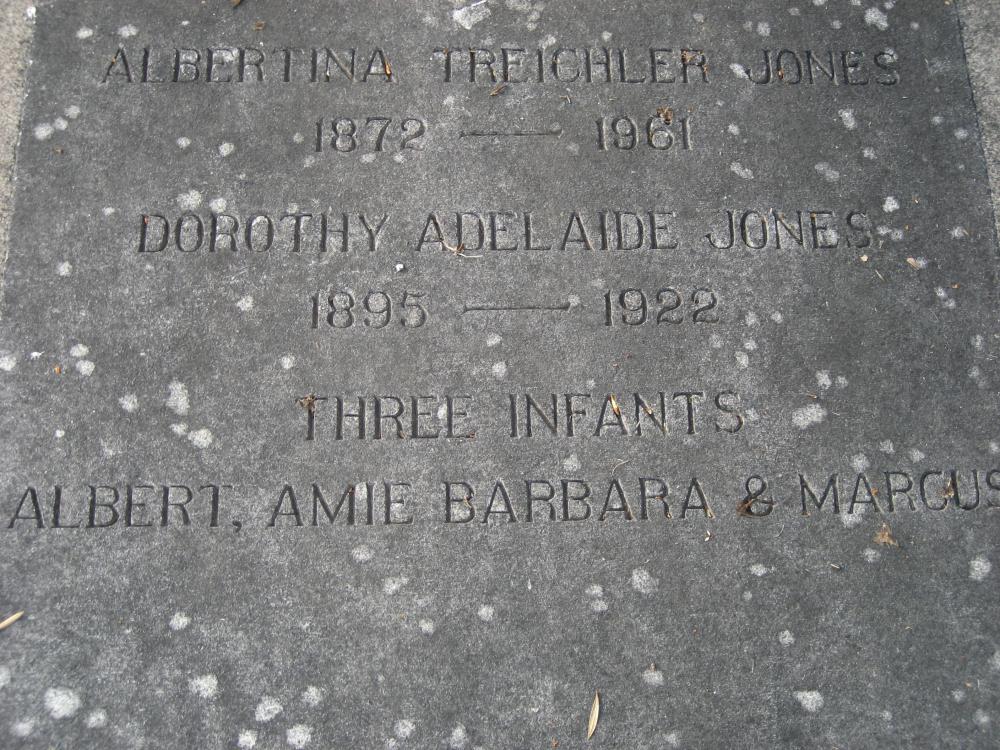 ALBERTINA TREICHLER JONES
1872 — 1961
DOROTHY ADELAIDE JONES
1895 — 1922
THREE INFANTS
ALBERT, AMIE BARBARA & MARCUS